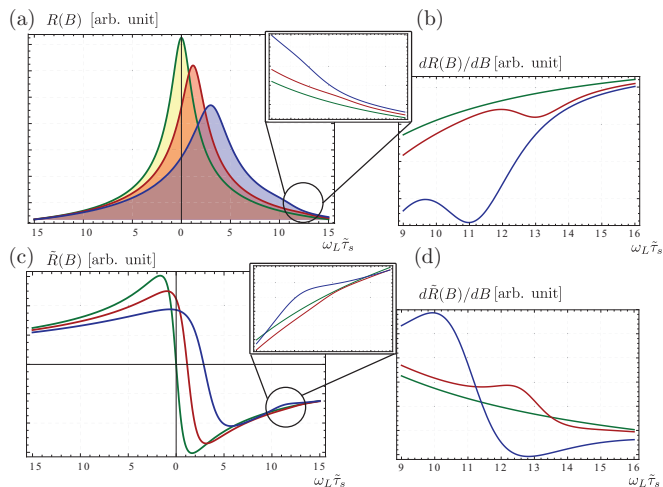 (a) R(B) [arb. unit]
15 10 5 0 5 10 15
ω_L τ̃_s
(b)
dR(B)/dB [arb. unit]
9 10 11 12 13 14 15 16
ω_L τ̃_s
(c) R̃(B) [arb. unit]
15 10 5 0 5 10 15
ω_L τ̃_s
(d)
dR̃(B)/dB [arb. unit]
9 10 11 12 13 14 15 16
ω_L τ̃_s